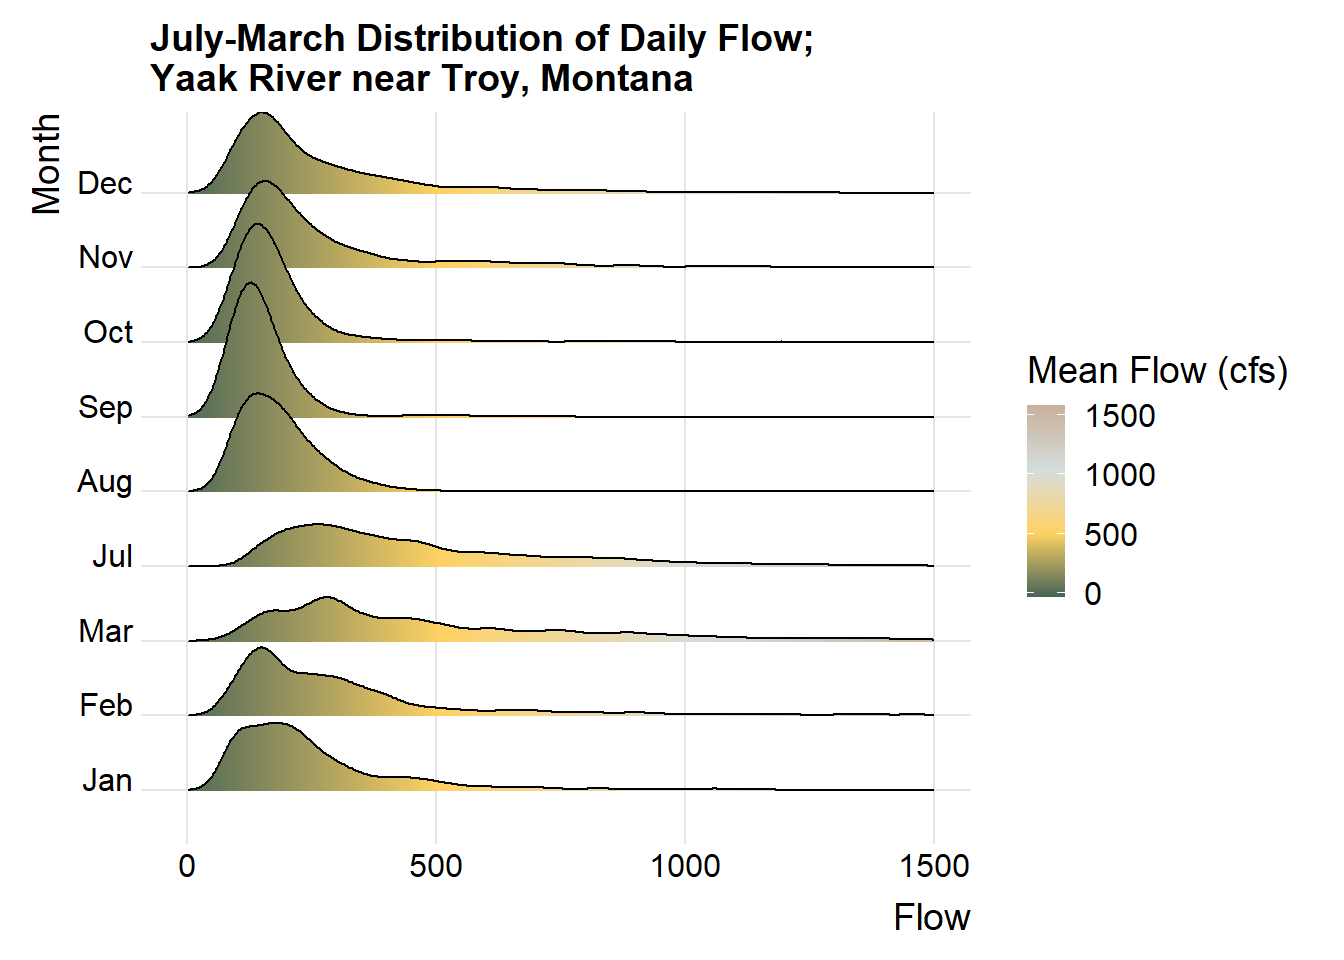 July-March Distribution of Daily Flow;
Yaak River near Troy, Montana
Month
Dec
Nov
Oct
Sep
Aug
Jul
Mar
Feb
Jan
0 500 1000 1500
Flow
Mean Flow (cfs)
1500
1000
500
0